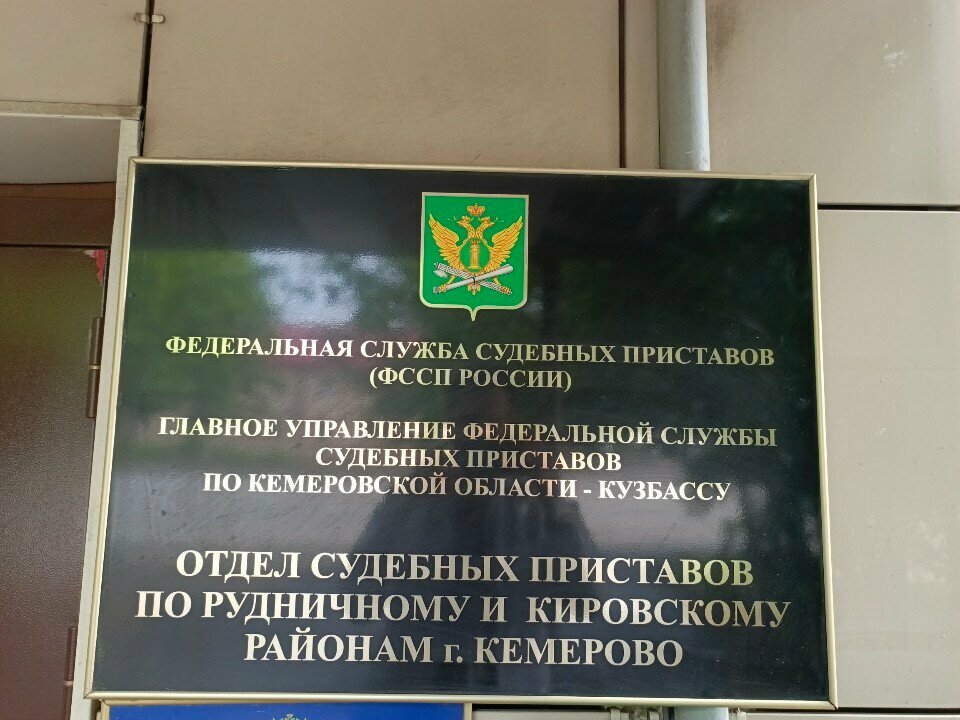 ФЕДЕРАЛЬНАЯ СЛУЖБА СУДЕБНЫХ ПРИСТАВОВ
(ФССП РОССИИ)
ГЛАВНОЕ УПРАВЛЕНИЕ ФЕДЕРАЛЬНОЙ СЛУЖБЫ
СУДЕБНЫХ ПРИСТАВОВ
ПО КЕМЕРОВСКОЙ ОБЛАСТИ - КУЗБАССУ
ОТДЕЛ СУДЕБНЫХ ПРИСТАВОВ
ПО РУДНИЧНОМУ И КИРОВСКОМУ
РАЙОНАМ г. КЕМЕРОВО